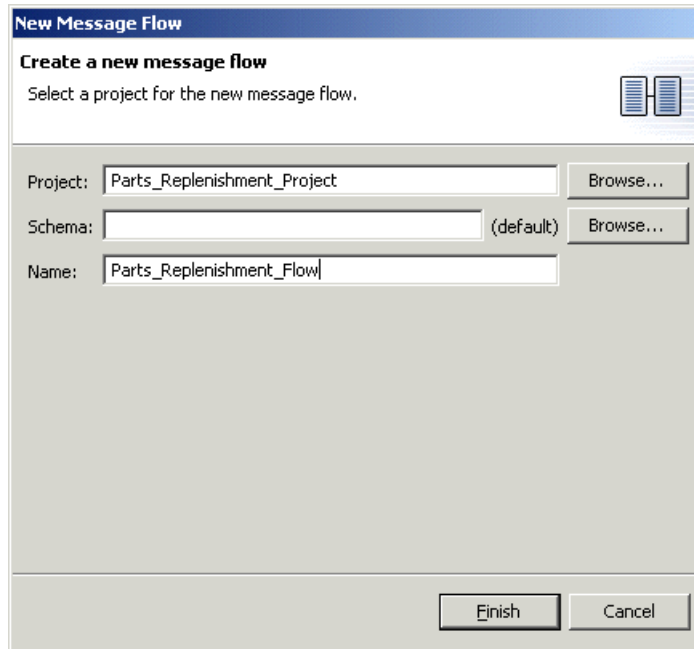 New Message Flow
Create a new message flow
Select a project for the new message flow.
Project: Parts_Replenishment_Project Browse...
Schema: (default) Browse...
Name: Parts_Replenishment_Flow
Finish Cancel